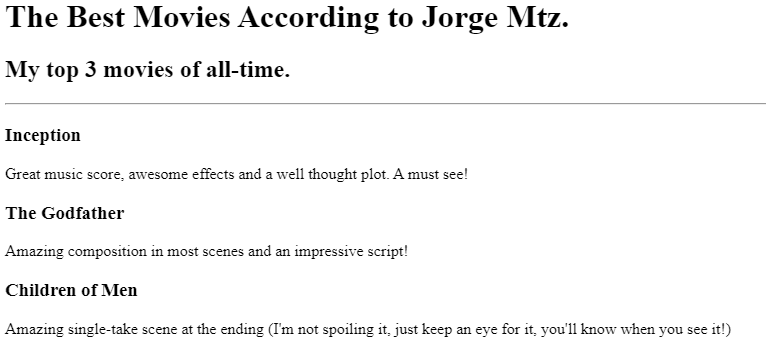 The Best Movies According to Jorge Mtz.
My top 3 movies of all-time.
Inception
Great music score, awesome effects and a well thought plot. A must see!
The Godfather
Amazing composition in most scenes and an impressive script!
Children of Men
Amazing single-take scene at the ending (I'm not spoiling it, just keep an eye for it, you'll know when you see it!)